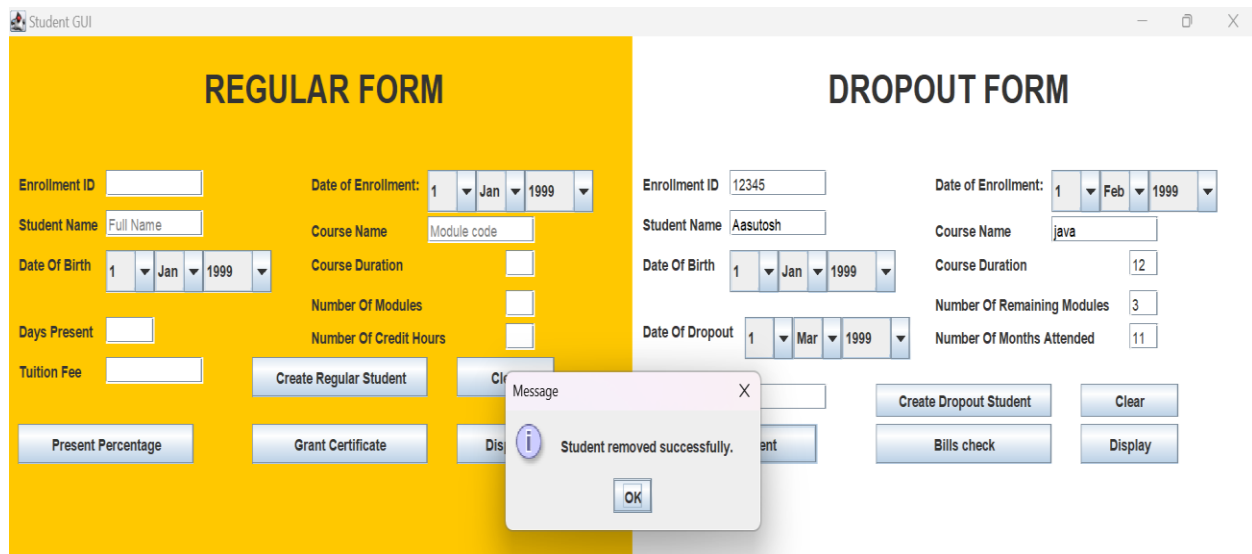 Student GUI
REGULAR FORM
Enrollment ID
Date of Enrollment: 1 Jan 1999
Student Name Full Name
Course Name Module code
Date Of Birth 1 Jan 1999
Course Duration
Number Of Modules
Days Present
Number Of Credit Hours
Tuition Fee
Create Regular Student
Present Percentage
Grant Certificate
DROPOUT FORM
Enrollment ID 12345
Date of Enrollment: 1 Feb 1999
Student Name Aasutosh
Course Name java
Date Of Birth 1 Jan 1999
Course Duration 12
Number Of Remaining Modules 3
Date Of Dropout 1 Mar 1999
Number Of Months Attended 11
Create Dropout Student
Clear
Bills check
Display
Message X
Student removed successfully.
OK